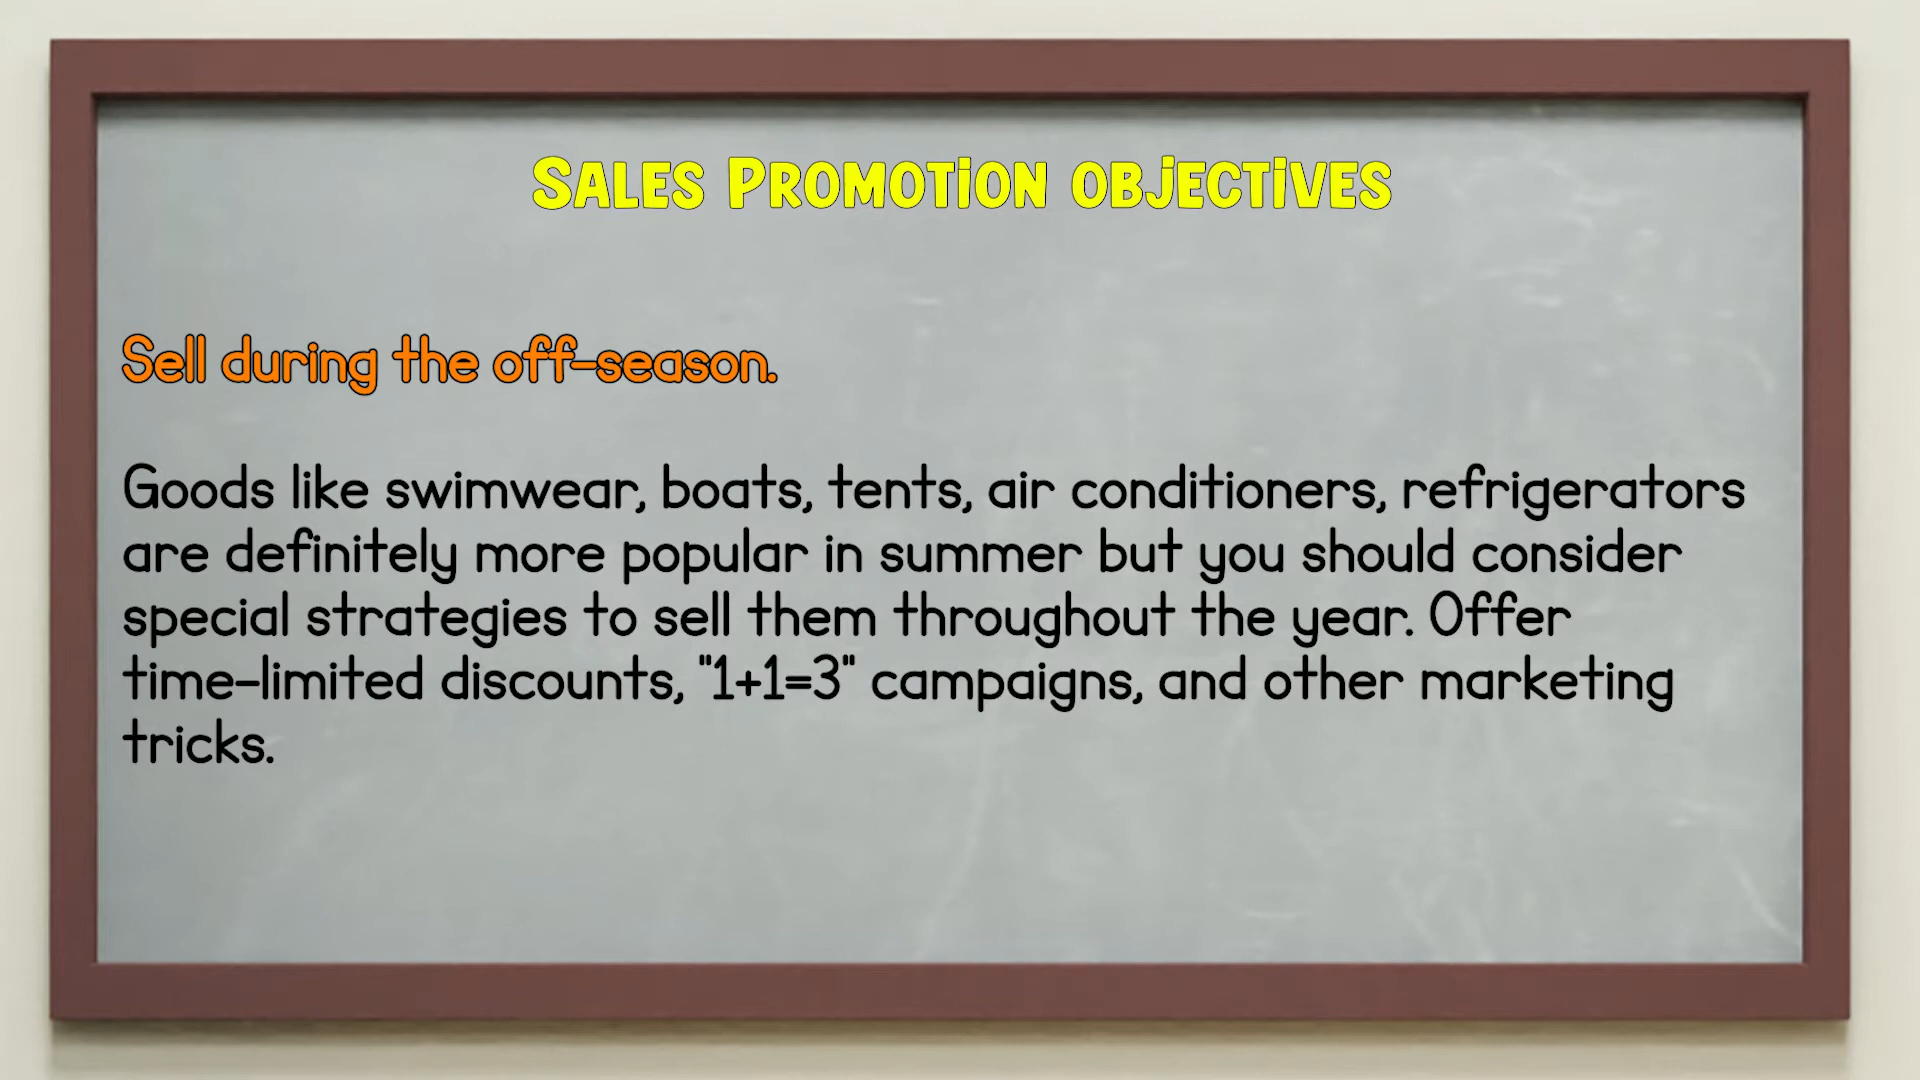 Sales Promotion objectives
Sell during the off-season.
Goods like swimwear, boats, tents, air conditioners, refrigerators
are definitely more popular in summer but you should consider
special strategies to sell them throughout the year. Offer
time-limited discounts, "1+1=3" campaigns, and other marketing
tricks.